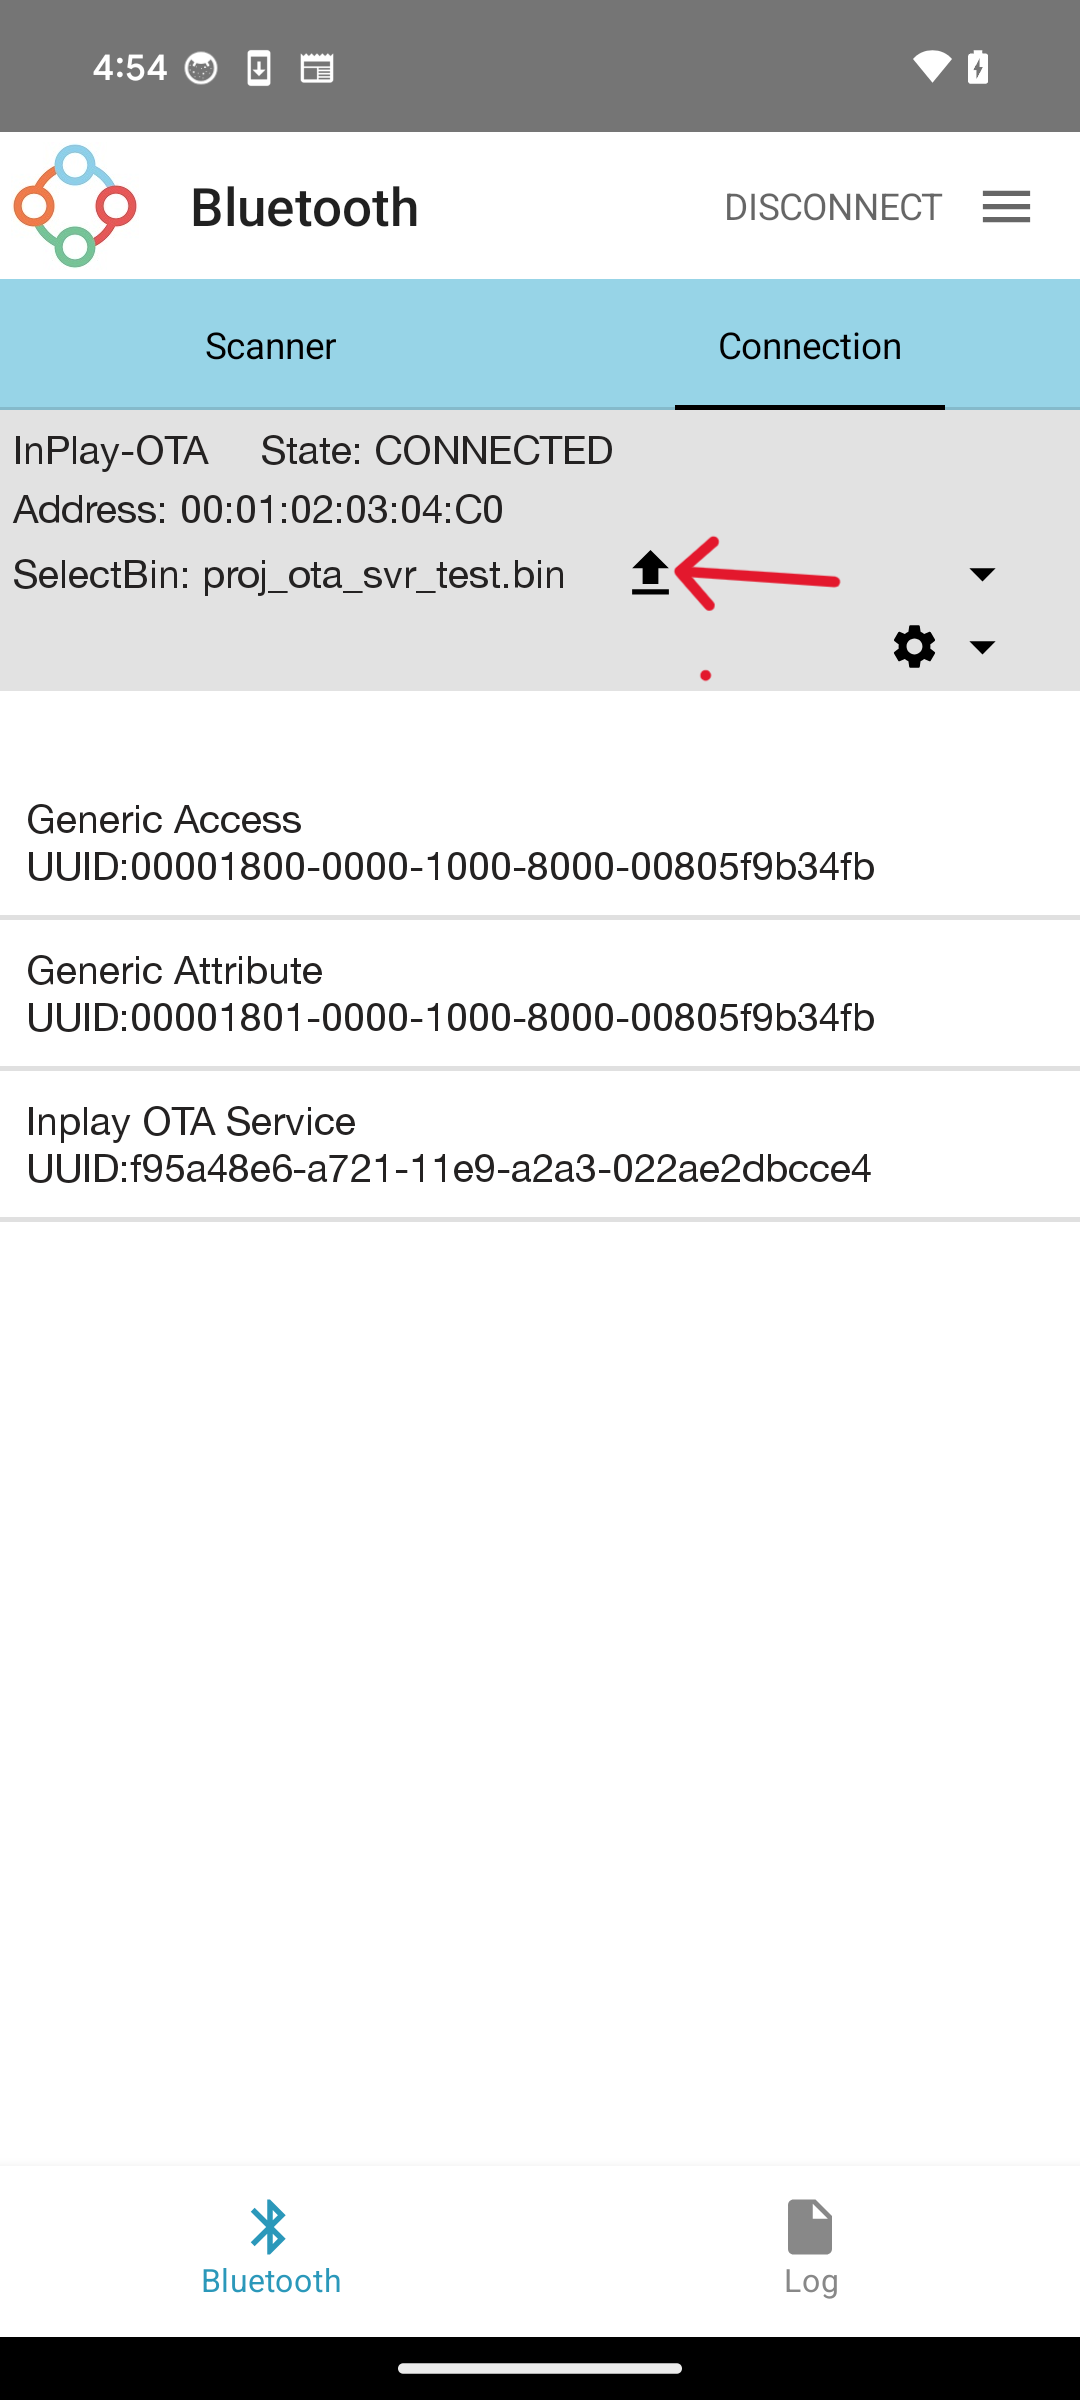 4:54
Bluetooth
DISCONNECT
Scanner
Connection
InPlay-OTA State: CONNECTED
Address: 00:01:02:03:04:C0
SelectBin: proj_ota_svr_test.bin
Generic Access
UUID:00001800-0000-1000-8000-00805f9b34fb
Generic Attribute
UUID:00001801-0000-1000-8000-00805f9b34fb
Inplay OTA Service
UUID:f95a48e6-a721-11e9-a2a3-022ae2dbcce4
Bluetooth
Log